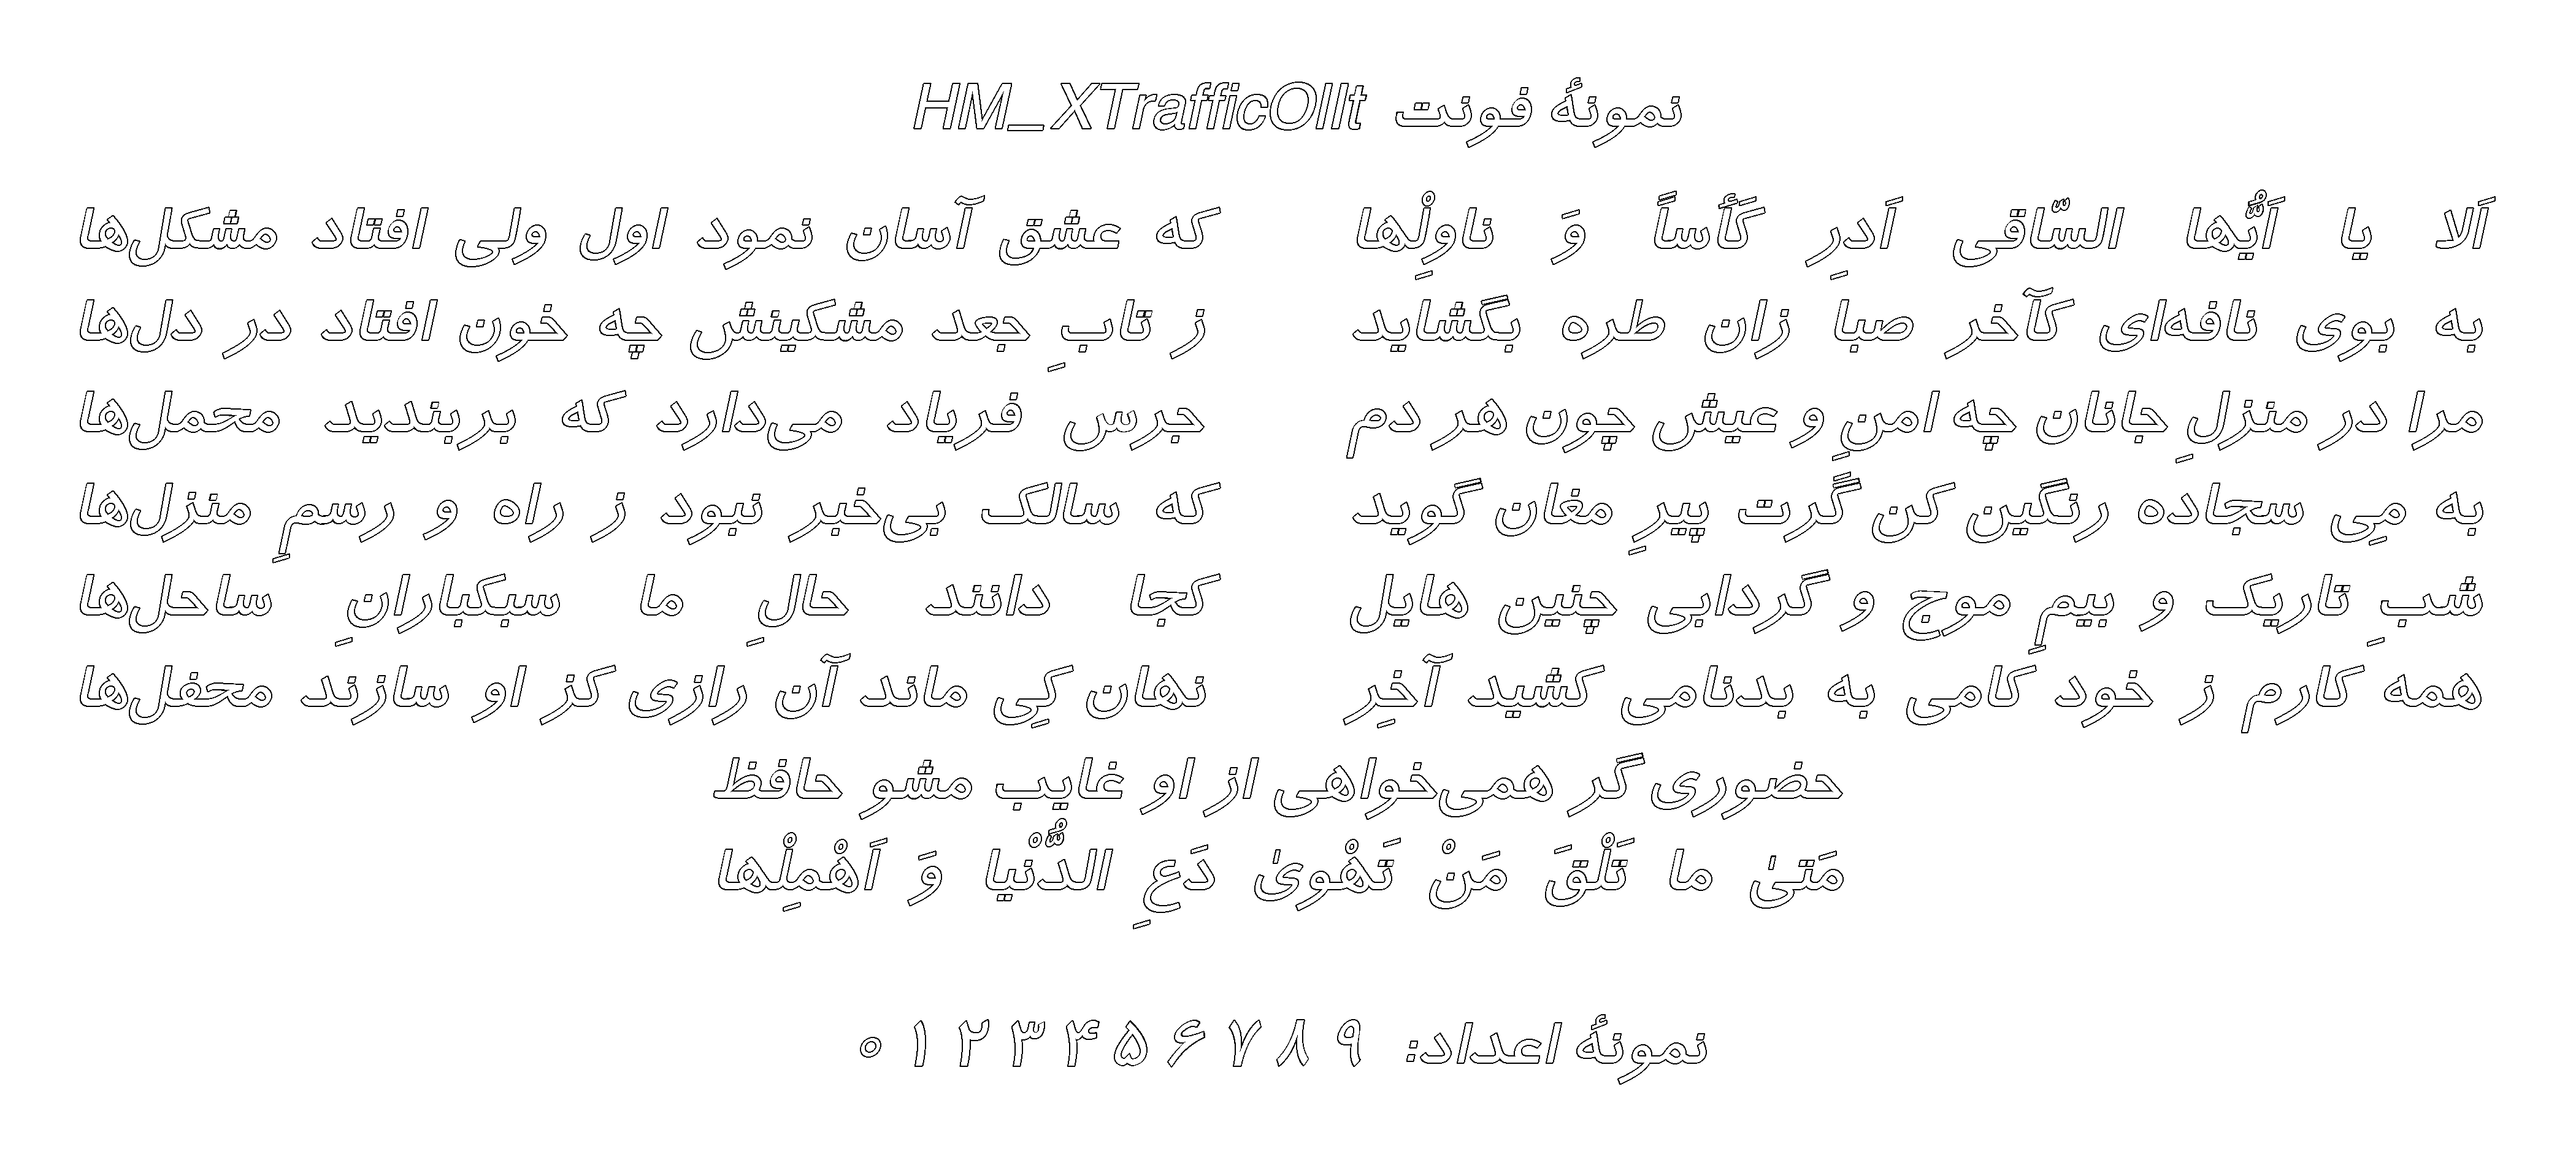 نمونهٔ فونت HM_XTrafficOlIt
اَلا یا اَیُّها السّاقی اَدرِ کَأساً وَ ناوِلْها که عشق آسان نمود اول ولی افتاد مشکل‌ها
به بوی نافه‌ای کآخر صبا زان طره بگشاید ز تابِ جعد مشکینش چه خون افتاد در دل‌ها
مرا در منزلِ جانان چه امنِ و عیش چون هر دم جرس فریاد می‌دارد که بربندید محمل‌ها
به مِی سجاده رنگین کن گَرت پیرِ مغان گوید که سالک بی‌خبر نبود ز راه و رسمِ منزل‌ها
شبِ تاریک و بیمِ موج و گردابی چنین هایل کجا دانند حالِ ما سبکبارانِ ساحل‌ها
همه کارم ز خود کامی به بدنامی کشید آخِر نهان کِی ماند آن رازی کز او سازند محفل‌ها
حضوری گر همی‌خواهی از او غایب مشو حافظ
مَتیٰ ما تَلْقَ مَنْ تَهْویٰ دَعِ الدُّنْیا وَ اَهْمِلْها
نمونهٔ اعداد: ۹ ۸ ۷ ۶ ۵ ۴ ۳ ۲ ۱ ۰